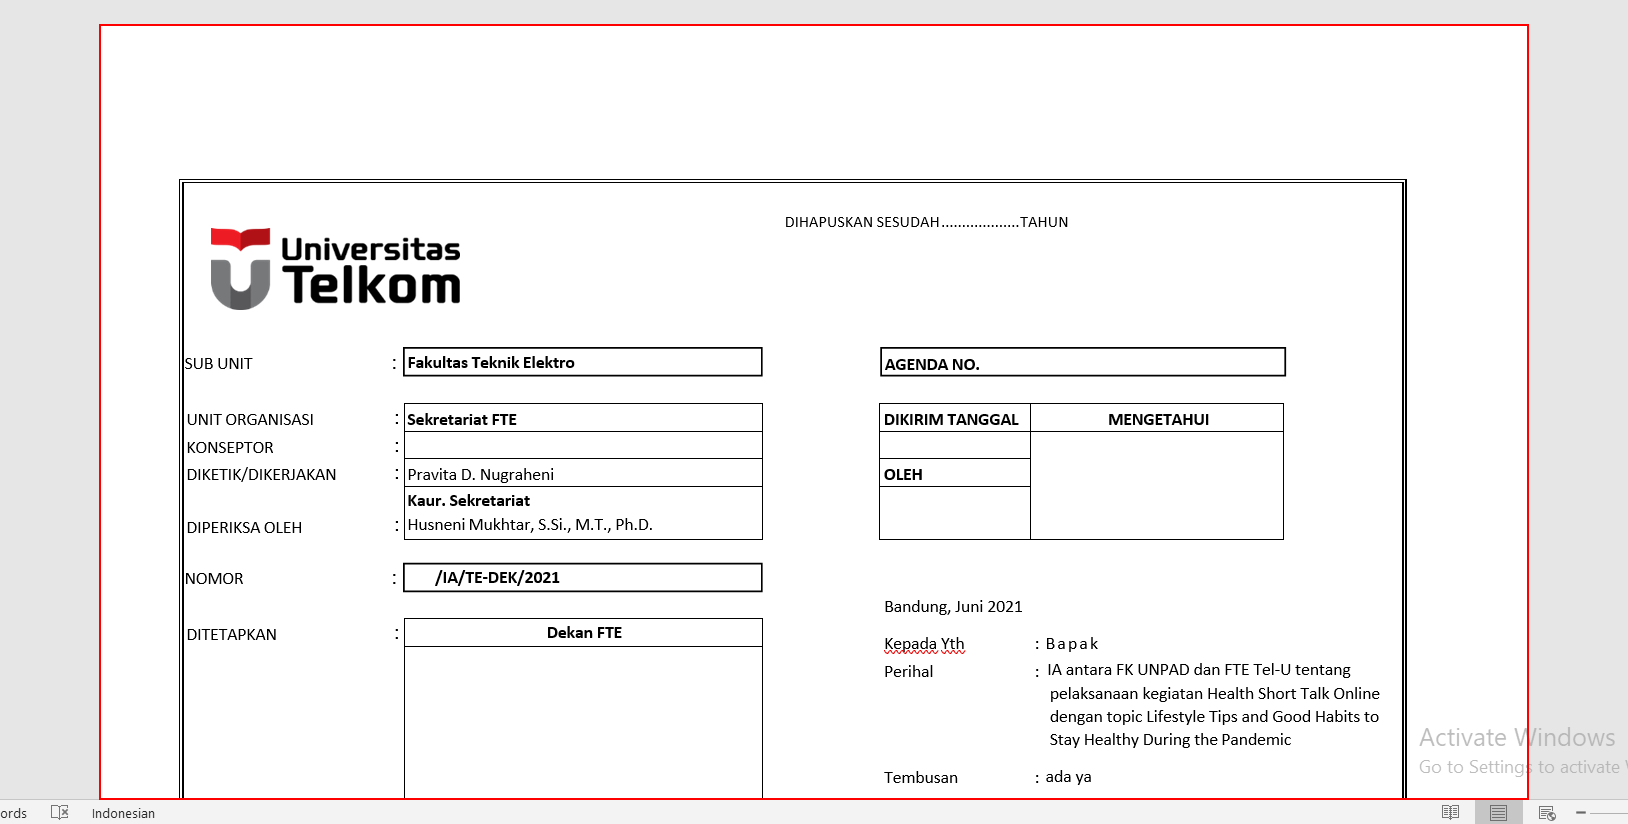 DIHAPUSKAN SESUDAH...................TAHUN
Universitas
Telkom
SUB UNIT : Fakultas Teknik Elektro
AGENDA NO.
UNIT ORGANISASI : Sekretariat FTE
KONSEPTOR :
DIKETIK/DIKERJAKAN : Pravita D. Nugraheni
Kaur. Sekretariat
DIPERIKSA OLEH : Husneni Mukhtar, S.Si., M.T., Ph.D.
DIKIRIM TANGGAL MENGETAHUI
OLEH
NOMOR : /IA/TE-DEK/2021
DITETAPKAN : Dekan FTE
Bandung, Juni 2021
Kepada Yth : Bapak
Perihal : IA antara FK UNPAD dan FTE Tel-U tentang
pelaksanaan kegiatan Health Short Talk Online
dengan topic Lifestyle Tips and Good Habits to
Stay Healthy During the Pandemic
Tembusan : ada ya
Activate Windows
Go to Settings to activate
ords Indonesian